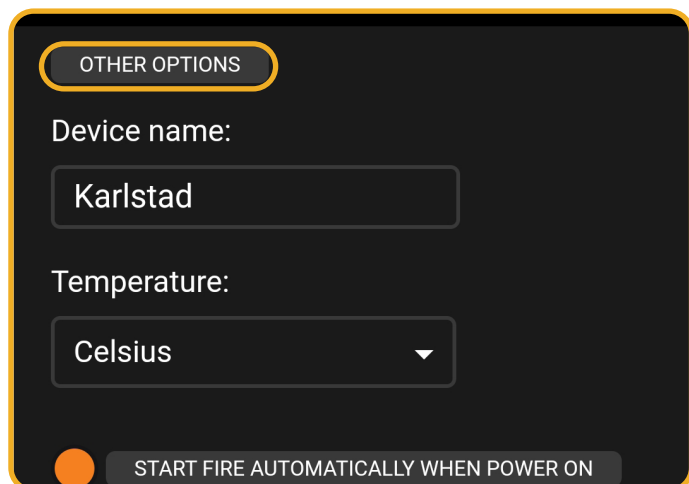 OTHER OPTIONS
Device name:
Karlstad
Temperature:
Celsius
START FIRE AUTOMATICALLY WHEN POWER ON